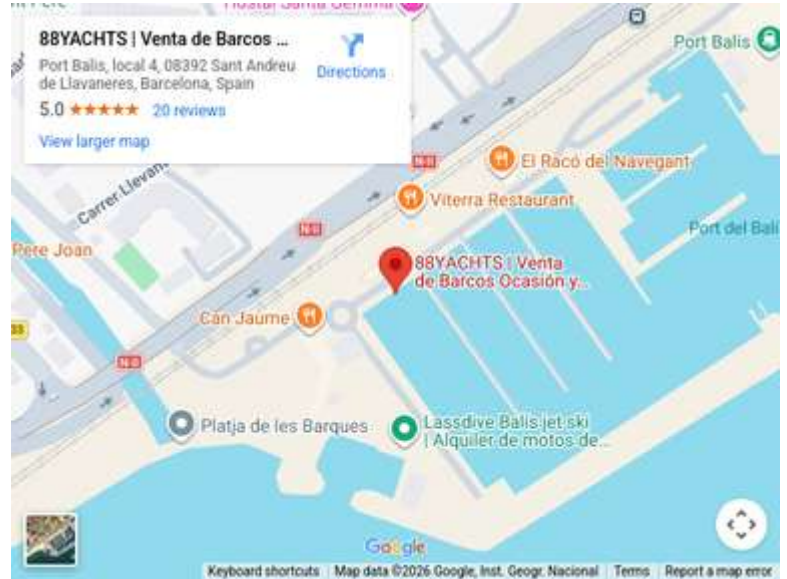 Hostal Santa Gemma
88YACHTS | Venta de Barcos ...
Port Balis, local 4, 08392 Sant Andreu
de Llavaneres, Barcelona, Spain
5.0
20 reviews
View larger map
Directions
Port Balis
N-II
El Racó del Navegant
Carrer Llevant
Viterra Restaurant
N-II
Port del Balí
Pere Joan
88YACHTS | Venta
de Barcos Ocasión y...
Can Jaume
N-II
Platja de les Barques
Lassdive Balis jet ski
| Alquiler de motos de...
Google
Keyboard shortcuts
Map data ©2026 Google, Inst. Geogr. Nacional
Terms
Report a map error